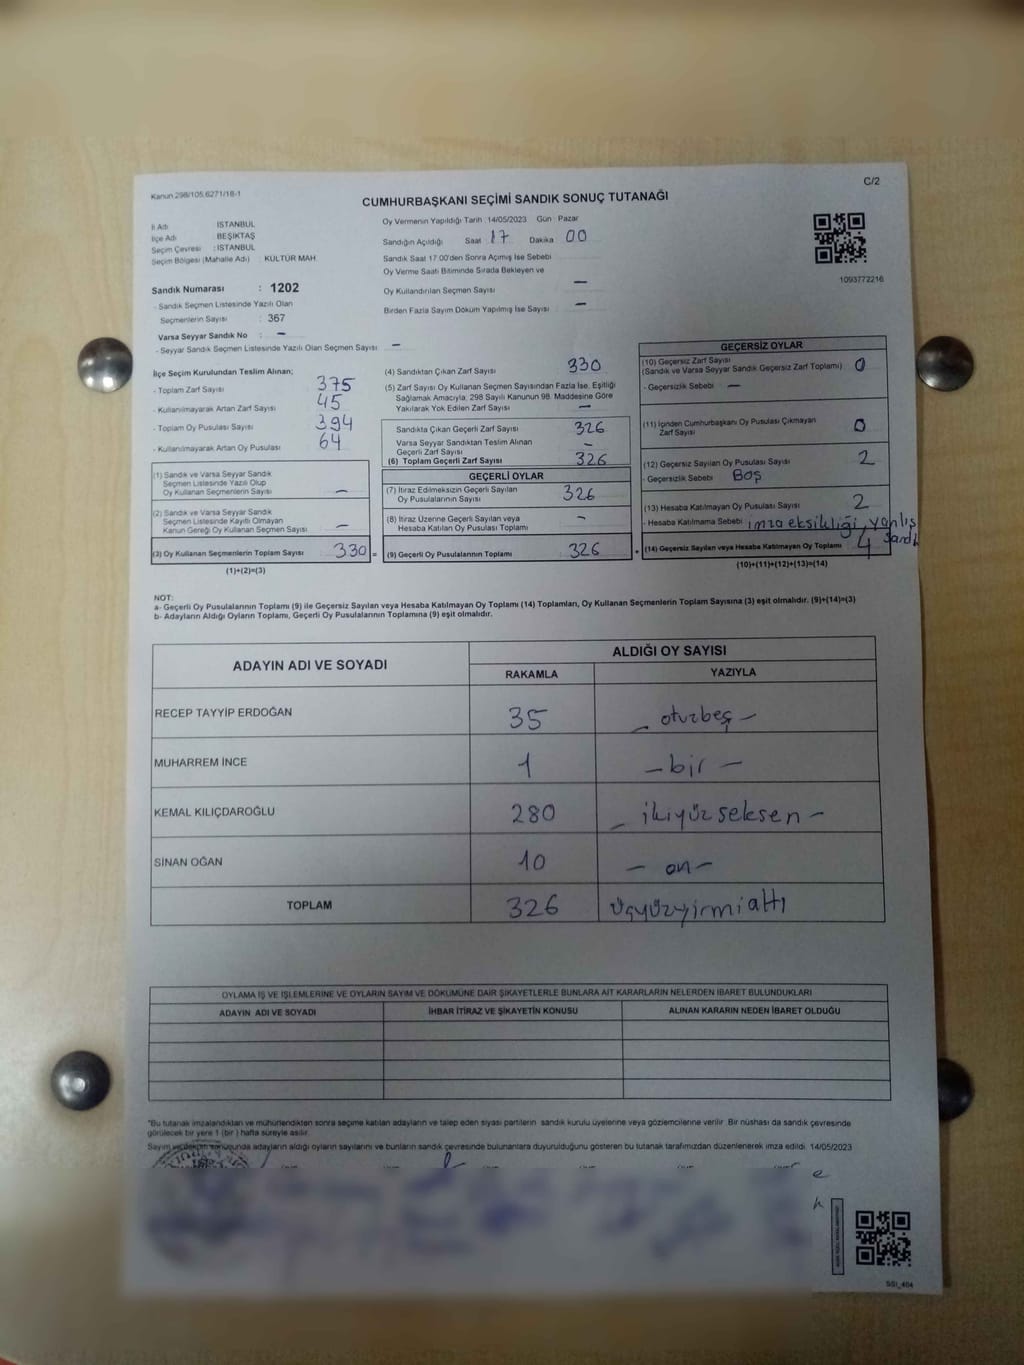 C/2
Kanun 298/105.6271/18-1
CUMHURBAŞKANI SEÇİMİ SANDIK SONUÇ TUTANAĞI
İl Adı : İSTANBUL
İlçe Adı : BEŞİKTAŞ
Seçim Çevresi : İSTANBUL
Seçim Bölgesi (Mahalle Adı) : KÜLTÜR MAH.
Sandık Numarası : 1202
- Sandık Seçmen Listesinde Yazılı Olan
Seçmenlerin Sayısı : 367
Varsa Seyyar Sandık No : -
- Seyyar Sandık Seçmen Listesinde Yazılı Olan Seçmen Sayısı : -
Oy Vermenin Yapıldığı Tarih : 14/05/2023 Gün : Pazar
Sandığın Açıldığı Saat 17 Dakika 00
Sandık Saat 17.00'den Sonra Açımış İse Sebebi
Oy Verme Saati Bitiminde Sırada Bekleyen ve
Oy Kullandırılan Seçmen Sayısı -
Birden Fazla Sayım Döküm Yapılmış İse Sayısı : -
1093772216
İlçe Seçim Kurulundan Teslim Alınan;
- Toplam Zarf Sayısı 375
- Kullanılmayarak Artan Zarf Sayısı 45
- Toplam Oy Pusulası Sayısı 394
- Kullanılmayarak Artan Oy Pusulası 64
(1) Sandık ve Varsa Seyyar Sandık
Seçmen Listesinde Yazılı Olup
Oy Kullanan Seçmenlerin Sayısı -
(2) Sandık ve Varsa Seyyar Sandık
Seçmen Listesinde Kayıtlı Olmayan
Kanun Gereği Oy Kullanan Seçmen Sayısı -
(3) Oy Kullanan Seçmenlerin Toplam Sayısı 330 =
(1)+(2)=(3)
(4) Sandıktan Çıkan Zarf Sayısı 330
(5) Zarf Sayısı Oy Kullanan Seçmen Sayısından Fazla İse, Eşitliği
Sağlamak Amacıyla, 298 Sayılı Kanunun 98. Maddesine Göre
Yakılarak Yok Edilen Zarf Sayısı -
Sandıkta Çıkan Geçerli Zarf Sayısı 326
Varsa Seyyar Sandıktan Teslim Alınan
Geçerli Zarf Sayısı -
(6) Toplam Geçerli Zarf Sayısı 326
GEÇERLİ OYLAR
(7) İtiraz Edilmeksizin Geçerli Sayılan
Oy Pusulalarının Sayısı 326
(8) İtiraz Üzerine Geçerli Sayılan veya
Hesaba Katılan Oy Pusulası Toplamı -
(9) Geçerli Oy Pusulalarının Toplamı 326 +
GEÇERSİZ OYLAR
(10) Geçersiz Zarf Sayısı
(Sandık ve Varsa Seyyar Sandık Geçersiz Zarf Toplamı) 0
- Geçersizlik Sebebi : -
(11) İçinden Cumhurbaşkanı Oy Pusulası Çıkmayan
Zarf Sayısı 0
(12) Geçersiz Sayılan Oy Pusulası Sayısı 2
- Geçersizlik Sebebi : Boş
(13) Hesaba Katılmayan Oy Pusulası Sayısı 2
- Hesaba Katılmama Sebebi : imza eksikliği, yanlış
sandı
(14) Geçersiz Sayılan veya Hesaba Katılmayan Oy Toplamı 4
(10)+(11)+(12)+(13)=(14)
NOT:
a- Geçerli Oy Pusulalarının Toplamı (9) ile Geçersiz Sayılan veya Hesaba Katılmayan Oy Toplamı (14) Toplamları, Oy Kullanan Seçmenlerin Toplam Sayısına (3) eşit olmalıdır. (9)+(14)=(3)
b- Adayların Aldığı Oyların Toplamı, Geçerli Oy Pusulalarının Toplamına (9) eşit olmalıdır.
ADAYIN ADI VE SOYADI
ALDIĞI OY SAYISI
RAKAMLA YAZIYLA
RECEP TAYYİP ERDOĞAN 35 - otuzbeş -
MUHARREM İNCE 1 - bir -
KEMAL KILIÇDAROĞLU 280 - ikiyüz seksen -
SİNAN OĞAN 10 - on -
TOPLAM 326 üçyüzyirmialtı
OYLAMA İŞ VE İŞLEMLERİNE VE OYLARIN SAYIM VE DÖKÜMÜNE DAİR ŞİKAYETLERLE BUNLARA AİT KARARLARIN NELERDEN İBARET BULUNDUKLARI
ADAYIN ADI VE SOYADI İHBAR İTİRAZ VE ŞİKAYETİN KONUSU ALINAN KARARIN NEDEN İBARET OLDUĞU
*Bu tutanak imzalandıktan ve mühürlendikten sonra seçime katılan adayların ve talep eden siyasi partilerin sandık kurulu üyelerine veya gözlemcilerine verilir. Bir nüshası da sandık çevresinde
görülecek bir yere 1 (bir ) hafta süreyle asılır.
Sayım ve döküm sonucunda adayların aldığı oyların sayılarını ve bunların sandık çevresinde bulunanlara duyurulduğunu gösteren bu tutanak tarafımızdan düzenlenerek imza edildi. 14/05/2023
SSI_404